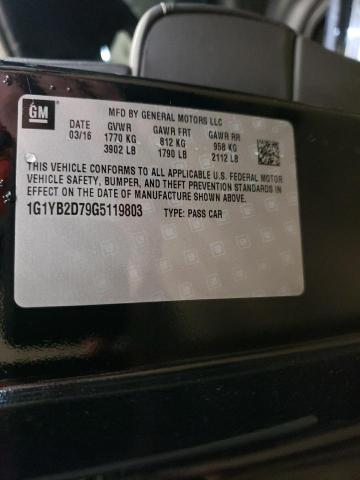 GM
MFD BY GENERAL MOTORS LLC
DATE GVWR GAWR FRT GAWR RR
03/16 1770 KG 812 KG 958 KG
3902 LB 1790 LB 2112 LB
THIS VEHICLE CONFORMS TO ALL APPLICABLE U.S. FEDERAL MOTOR
VEHICLE SAFETY, BUMPER, AND THEFT PREVENTION STANDARDS IN
EFFECT ON THE DATE OF MANUFACTURE SHOWN ABOVE.
1G1YB2D79G5119803 TYPE: PASS CAR